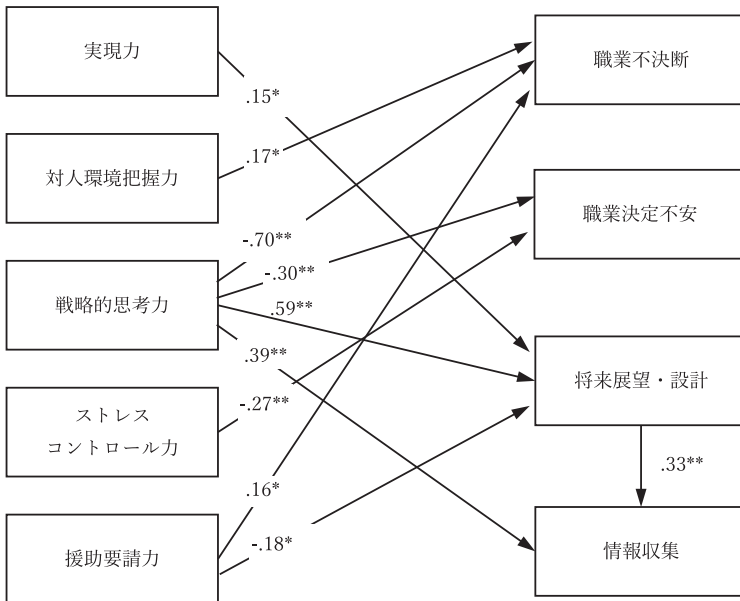 実現力
対人環境把握力
戦略的思考力
ストレス
コントロール力
援助要請力
.15*
.17*
-.70**
-.30**
.59**
.39**
-.27**
.16*
-.18*
職業不決断
職業決定不安
将来展望・設計
.33**
情報収集